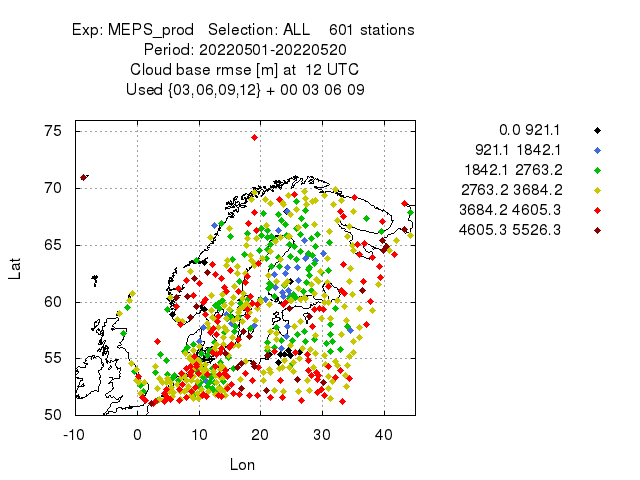 Exp: MEPS_prod   Selection: ALL    601 stations
Period: 20220501-20220520
Cloud base rmse [m] at  12 UTC
Used {03,06,09,12} + 00 03 06 09
0.0 921.1
921.1 1842.1
1842.1 2763.2
2763.2 3684.2
3684.2 4605.3
4605.3 5526.3
75
70
65
60
55
50
Lat
-10 0 10 20 30 40
Lon